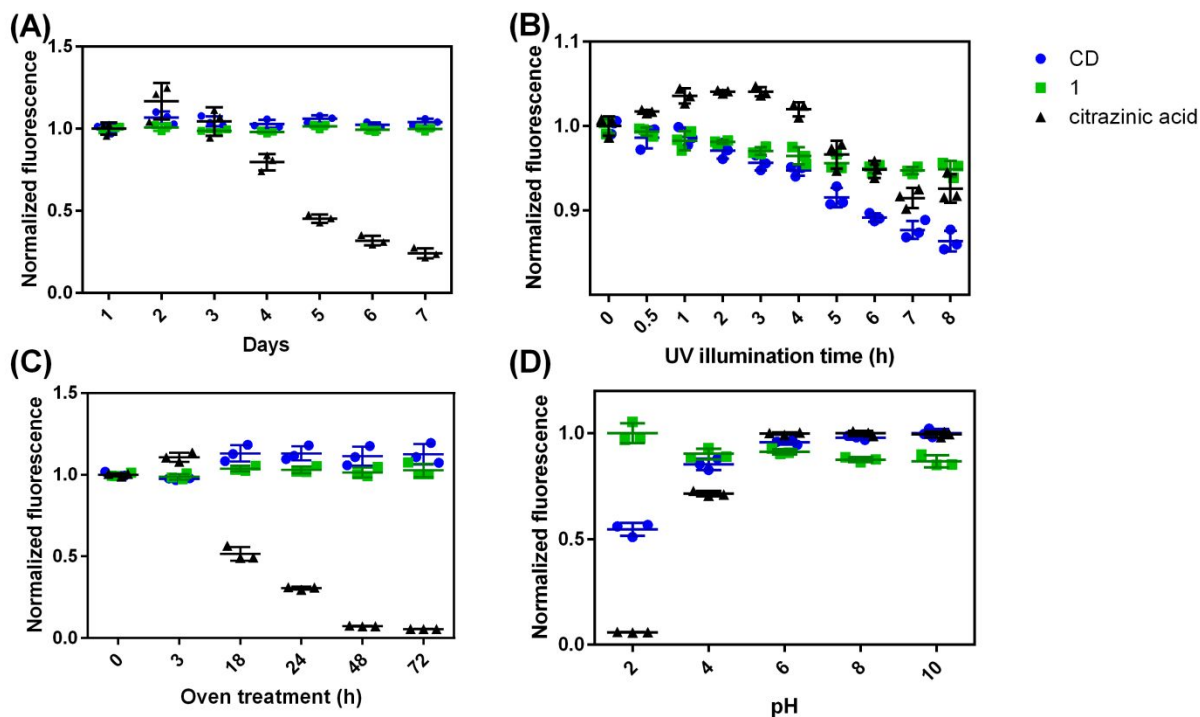 (A)
Normalized fluorescence
1.5
1.0
0.5
0.0
1 2 3 4 5 6 7
Days
(B)
Normalized fluorescence
1.1
1.0
0.9
0 0.5 1 2 3 4 5 6 7 8
UV illumination time (h)
CD
1
citrazinic acid
(C)
Normalized fluorescence
1.5
1.0
0.5
0.0
0 3 18 24 48 72
Oven treatment (h)
(D)
Normalized fluorescence
1.0
0.5
0.0
2 4 6 8 10
pH